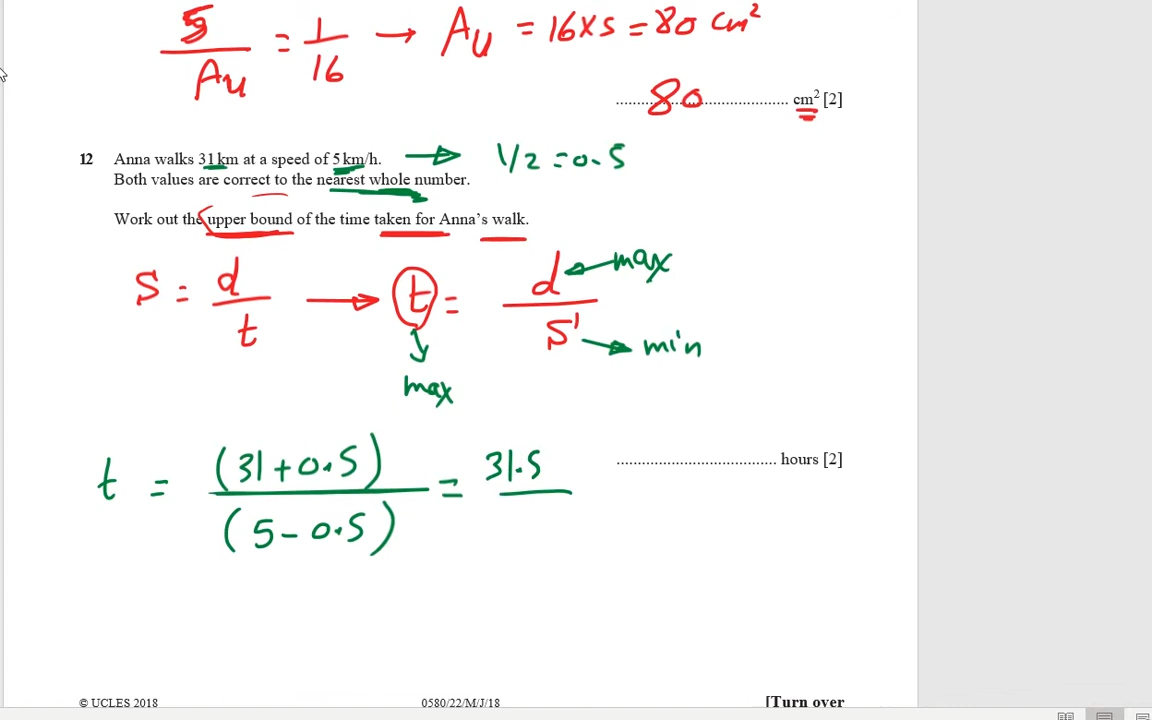 5/Au = 1/16 → Au = 16×5 = 80 cm²
........80.................... cm² [2]
12 Anna walks 31 km at a speed of 5 km/h. → 1/2 = 0.5
Both values are correct to the nearest whole number.
Work out the upper bound of the time taken for Anna's walk.
S = d/t → t = d/S
max
min
max
t = (31+0.5)/(5-0.5) = 31.5
...................................... hours [2]
© UCLES 2018 0580/22/M/J/18 [Turn over